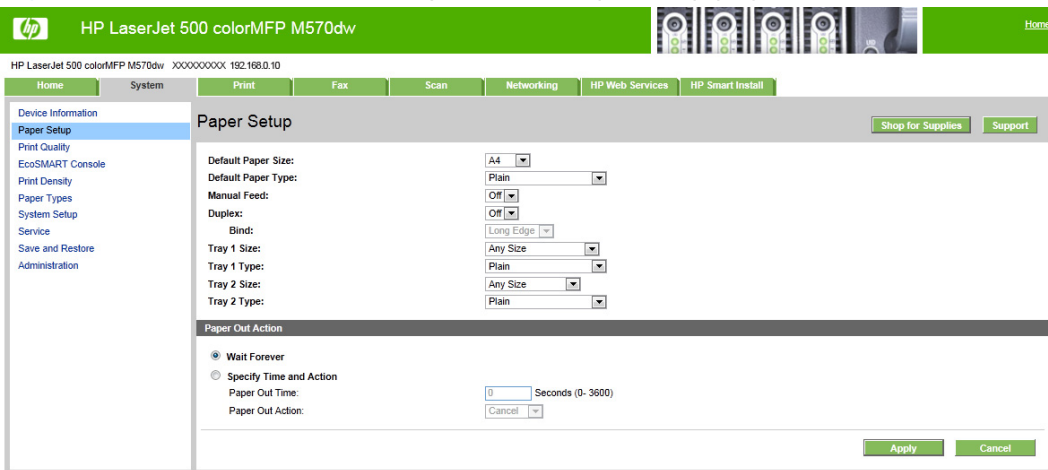 hp HP LaserJet 500 colorMFP M570dw Home
HP LaserJet 500 colorMFP M570dw XXXXXXXXX 192.168.0.10
Home System Print Fax Scan Networking HP Web Services HP Smart Install
Device Information
Paper Setup
Print Quality
EcoSMART Console
Print Density
Paper Types
System Setup
Service
Save and Restore
Administration
Paper Setup Shop for Supplies Support
Default Paper Size: A4
Default Paper Type: Plain
Manual Feed: Off
Duplex: Off
Bind: Long Edge
Tray 1 Size: Any Size
Tray 1 Type: Plain
Tray 2 Size: Any Size
Tray 2 Type: Plain
Paper Out Action
Wait Forever
Specify Time and Action
Paper Out Time: 0 Seconds (0- 3600)
Paper Out Action: Cancel
Apply Cancel